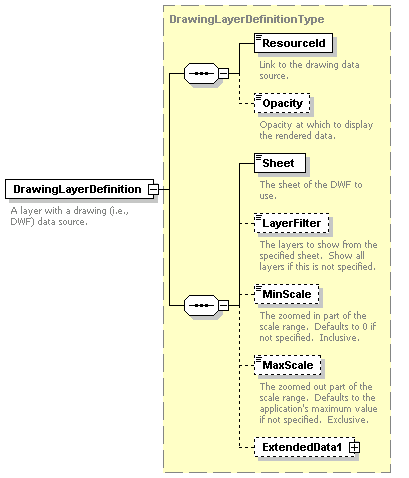 DrawingLayerDefinitionType
ResourceId
Link to the drawing data
source.
Opacity
Opacity at which to display
the rendered data.
DrawingLayerDefinition
A layer with a drawing (i.e.,
DWF) data source.
Sheet
The sheet of the DWF to
use.
LayerFilter
The layers to show from the
specified sheet. Show all
layers if this is not specified.
MinScale
The zoomed in part of the
scale range. Defaults to 0 if
not specified. Inclusive.
MaxScale
The zoomed out part of the
scale range. Defaults to the
application's maximum value
if not specified. Exclusive.
ExtendedData1